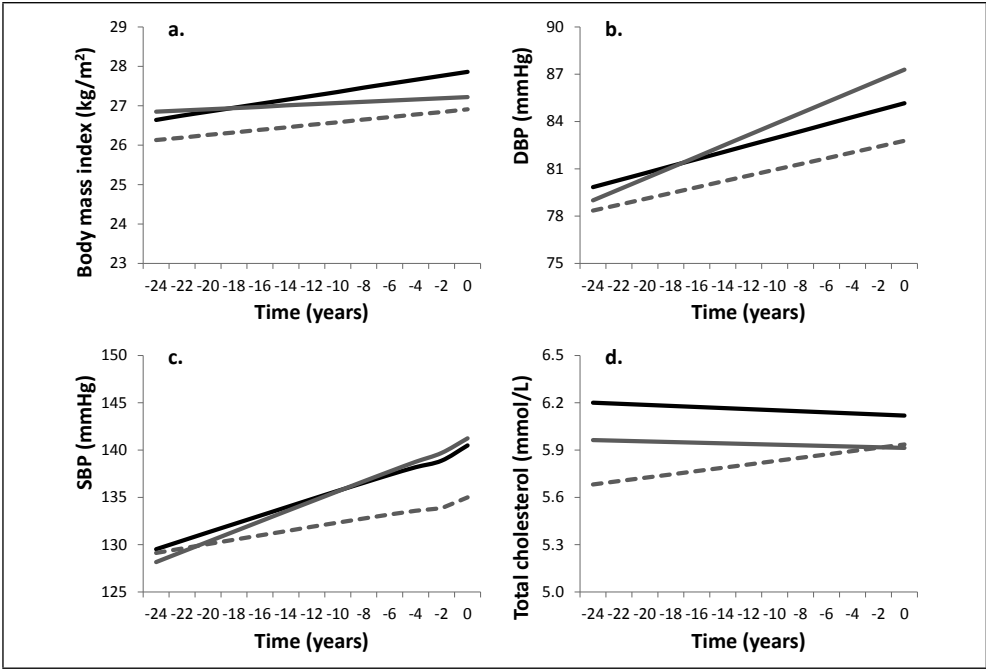 a.
Body mass index (kg/m²)
29
28
27
26
25
24
23
-24 -22 -20 -18 -16 -14 -12 -10 -8 -6 -4 -2 0
Time (years)
b.
DBP (mmHg)
90
87
84
81
78
75
-24 -22 -20 -18 -16 -14 -12 -10 -8 -6 -4 -2 0
Time (years)
c.
SBP (mmHg)
150
145
140
135
130
125
-24 -22 -20 -18 -16 -14 -12 -10 -8 -6 -4 -2 0
Time (years)
d.
Total cholesterol (mmol/L)
6.5
6.2
5.9
5.6
5.3
5.0
-24 -22 -20 -18 -16 -14 -12 -10 -8 -6 -4 -2 0
Time (years)